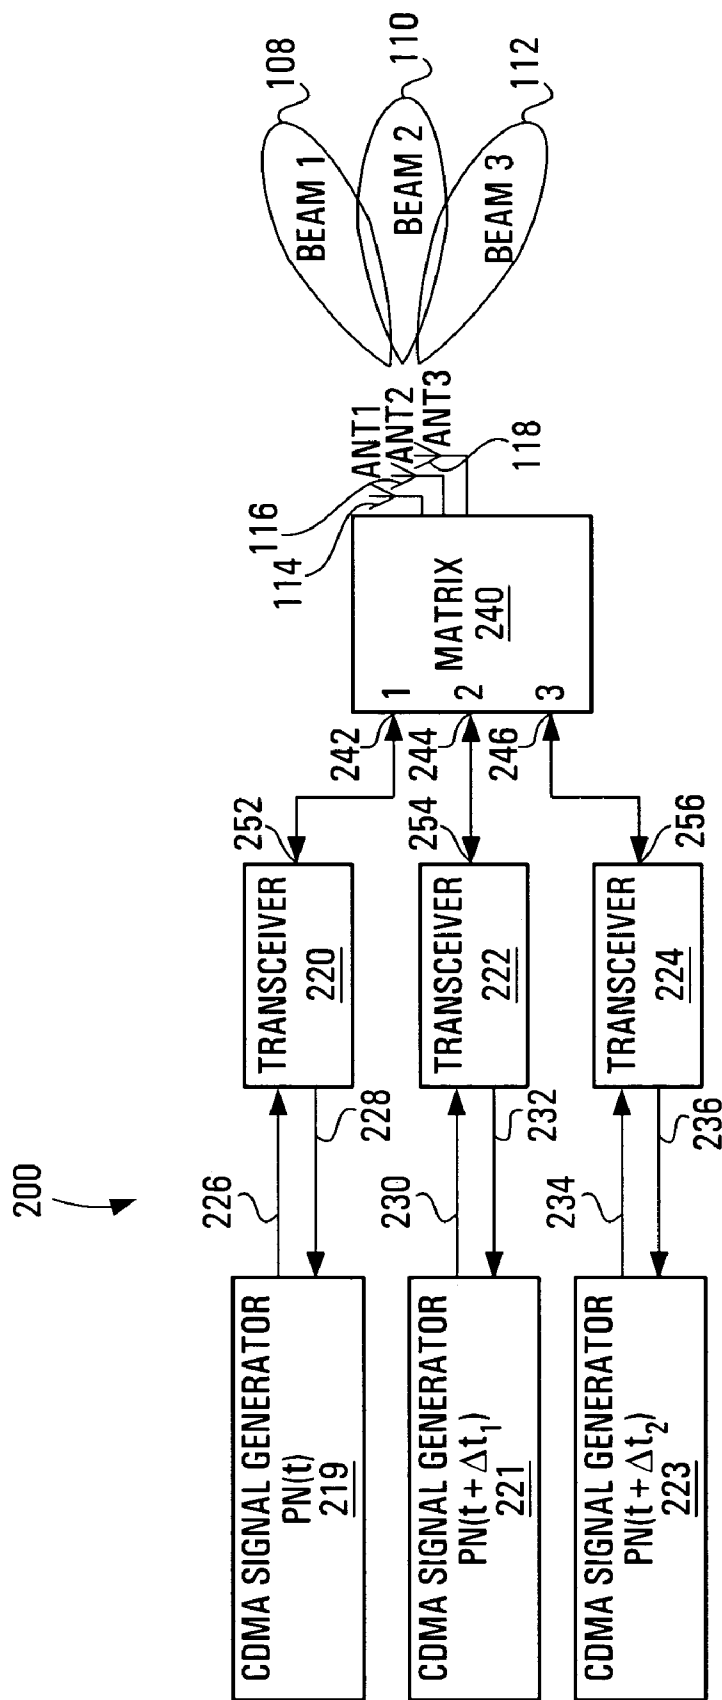 200
CDMA SIGNAL GENERATOR
PN(t)
219
226
228
TRANSCEIVER
220
252
CDMA SIGNAL GENERATOR
PN(t + Δt₁)
221
230
232
TRANSCEIVER
222
254
CDMA SIGNAL GENERATOR
PN(t + Δt₂)
223
234
236
TRANSCEIVER
224
256
242
244
246
1
2
3
MATRIX
240
114
116
118
ANT1
ANT2
ANT3
BEAM 1
108
BEAM 2
110
BEAM 3
112